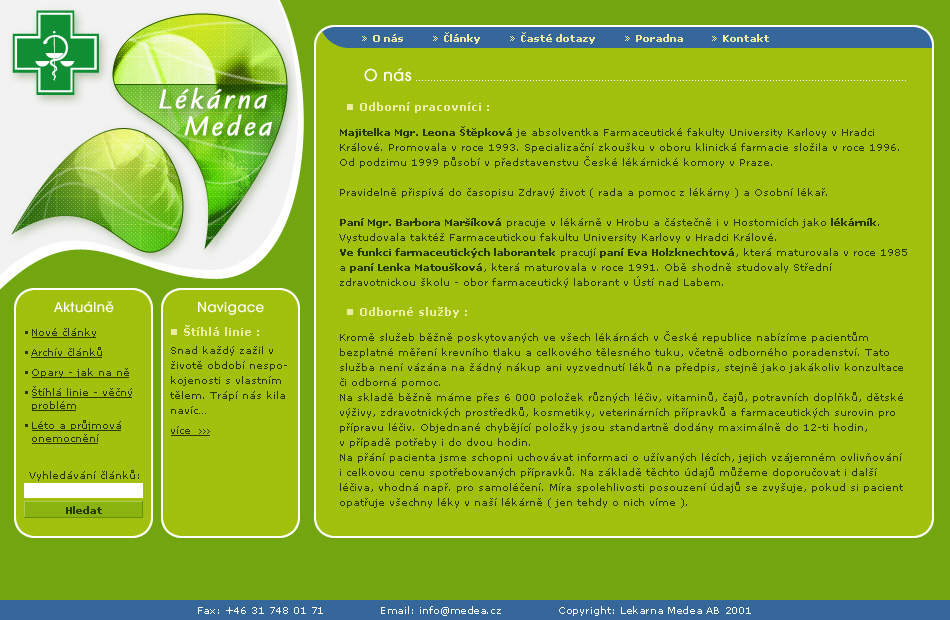 Lékárna
Medea
» O nás » Články » Časté dotazy » Poradna » Kontakt
O nás
Odborní pracovníci :
Majitelka Mgr. Leona Štěpková je absolventka Farmaceutické fakulty University Karlovy v Hradci
Králové. Promovala v roce 1993. Specializační zkoušku v oboru klinická farmacie složila v roce 1996.
Od podzimu 1999 působí v představenstvu České lékárnické komory v Praze.
Pravidelně přispívá do časopisu Zdravý život ( rada a pomoc z lékárny ) a Osobní lékař.
Paní Mgr. Barbora Maršíková pracuje v lékárně v Hrobu a částečně i v Hostomicích jako lékárník.
Vystudovala taktéž Farmaceutickou fakultu University Karlovy v Hradci Králové.
Ve funkci farmaceutických laborantek pracují paní Eva Holzknechtová, která maturovala v roce 1985
a paní Lenka Matoušková, která maturovala v roce 1991. Obě shodně studovaly Střední
zdravotnickou školu - obor farmaceutický laborant v Ústí nad Labem.
Odborné služby :
Kromě služeb běžně poskytovaných ve všech lékárnách v České republice nabízíme pacientům
bezplatné měření krevního tlaku a celkového tělesného tuku, včetně odborného poradenství. Tato
služba není vázána na žádný nákup ani vyzvednutí léků na předpis, stejně jako jakákoliv konzultace
či odborná pomoc.
Na skladě běžně máme přes 6 000 položek různých léčiv, vitaminů, čajů, potravních doplňků, dětské
výživy, zdravotnických prostředků, kosmetiky, veterinárních přípravků a farmaceutických surovin pro
přípravu léčiv. Objednané chybějící položky jsou standartně dodány maximálně do 12-ti hodin,
v případě potřeby i do dvou hodin.
Na přání pacienta jsme schopni uchovávat informaci o užívaných lécích, jejich vzájemném ovlivňování
i celkovou cenu spotřebovaných přípravků. Na základě těchto údajů můžeme doporučovat i další
léčiva, vhodná např. pro samoléčení. Míra spolehlivosti posouzení údajů se zvyšuje, pokud si pacient
opatřuje všechny léky v naší lékárně ( jen tehdy o nich víme ).
Aktuálně
Nové články
Archív článků
Opary - jak na ně
Štíhlá linie - věčný
problém
Léto a průjmová
onemocnění
Vyhledávání článků:
Hledat
Navigace
Štíhlá linie :
Snad každý zažil v
životě období nespo-
kojenosti s vlastním
tělem. Trápí nás kila
navíc...
více >>>
Fax: +46 31 748 01 71 Email: info@medea.cz Copyright: Lekarna Medea AB 2001